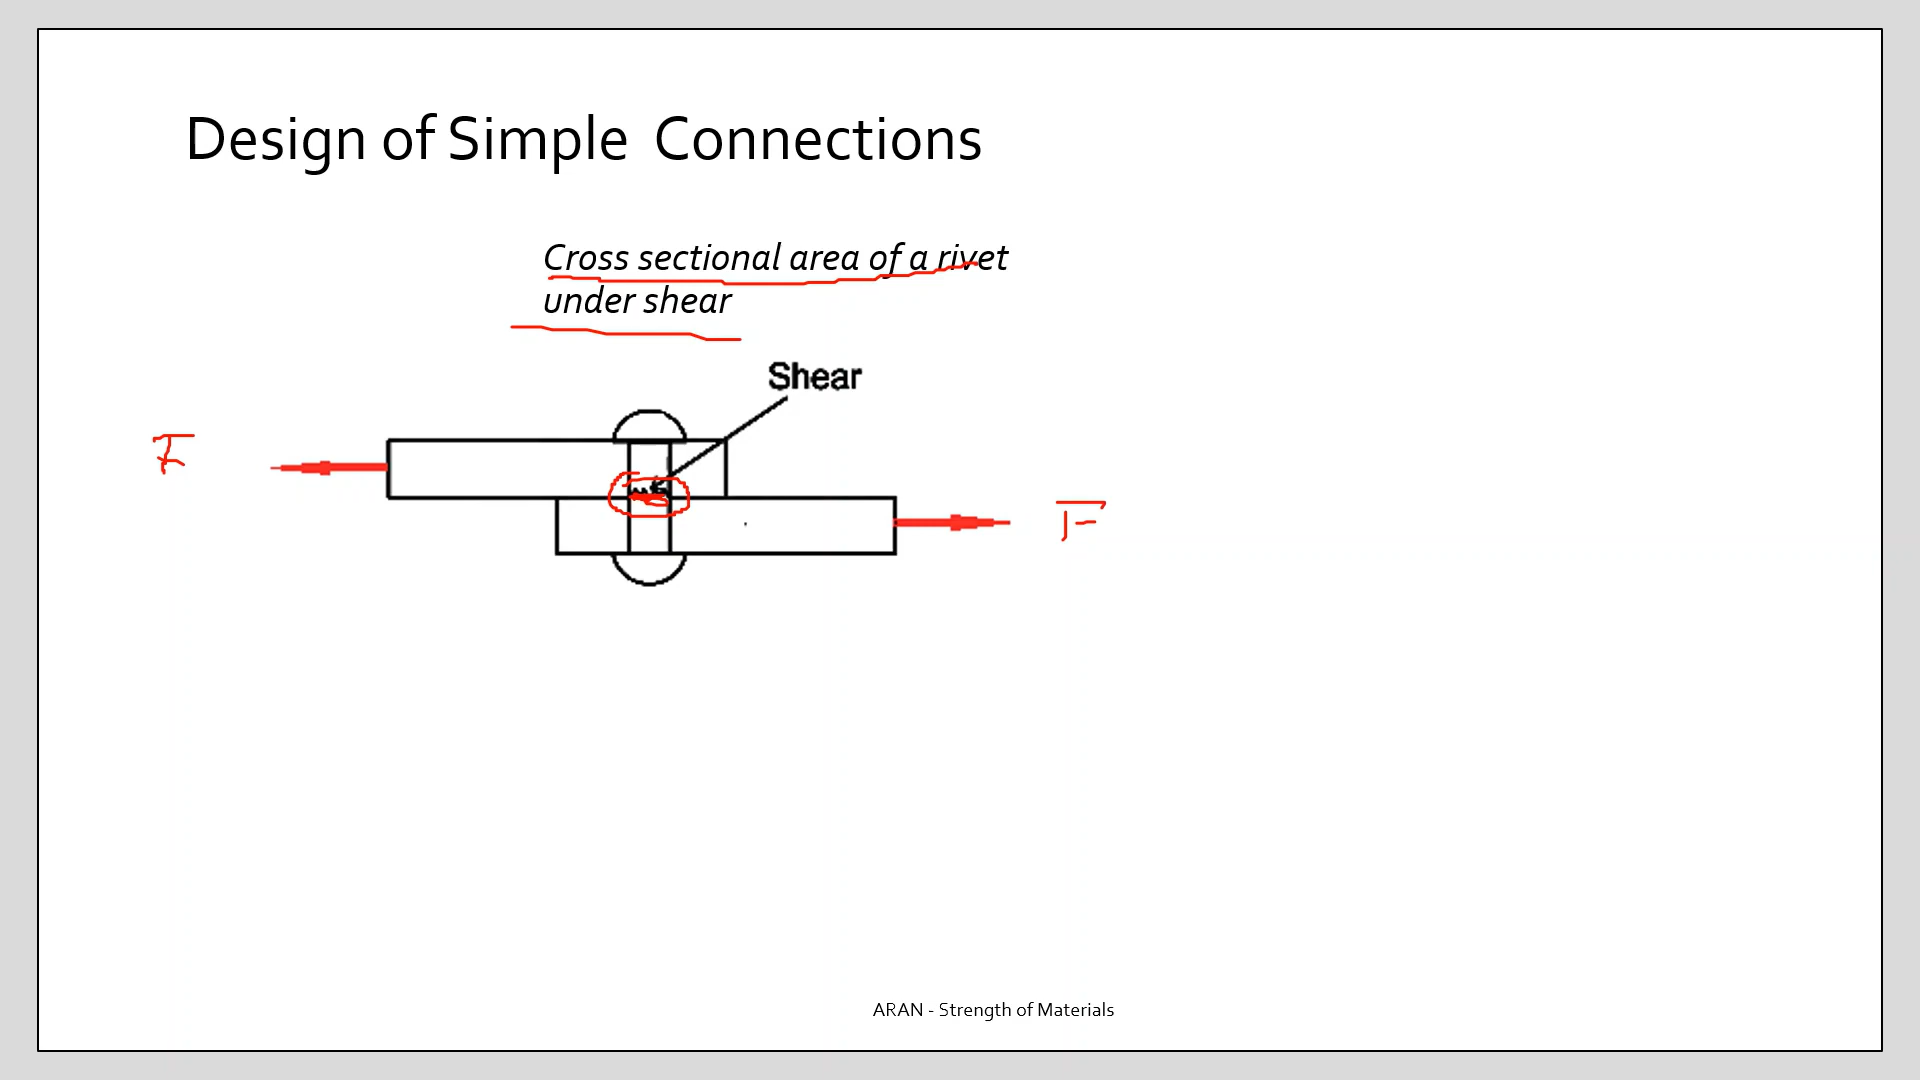 Design of Simple Connections
Cross sectional area of a rivet
under shear
Shear
F
F
ARAN - Strength of Materials